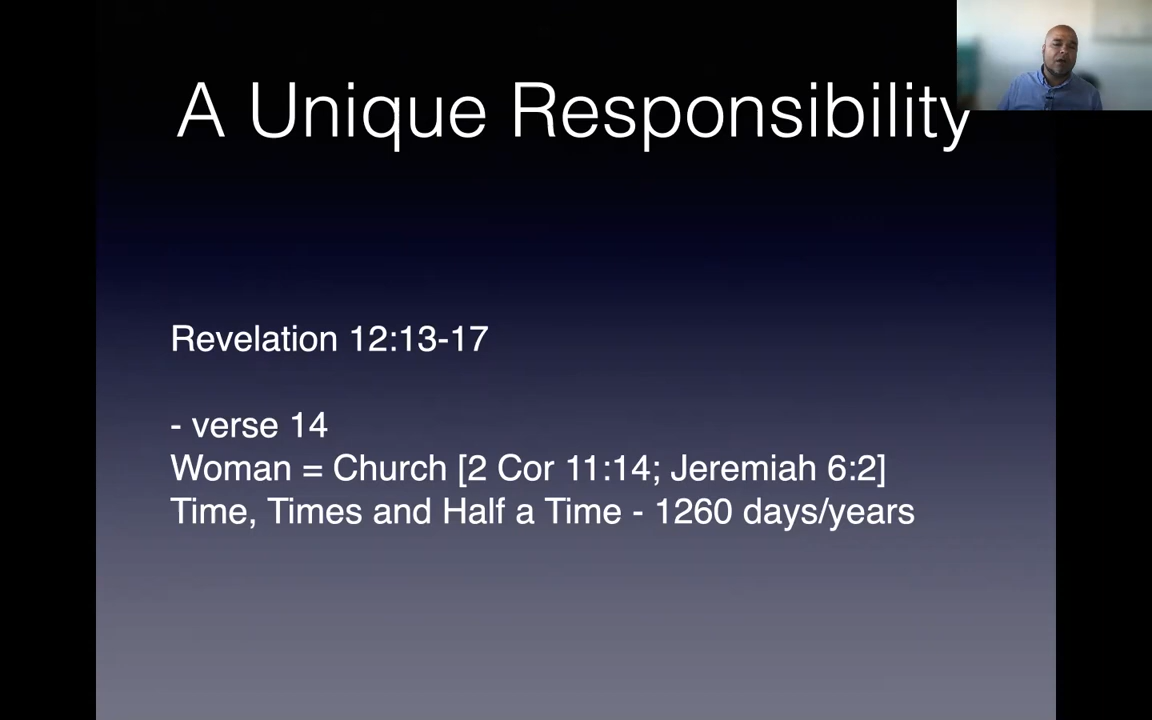 A Unique Responsibility
Revelation 12:13-17
- verse 14
Woman = Church [2 Cor 11:14; Jeremiah 6:2]
Time, Times and Half a Time - 1260 days/years